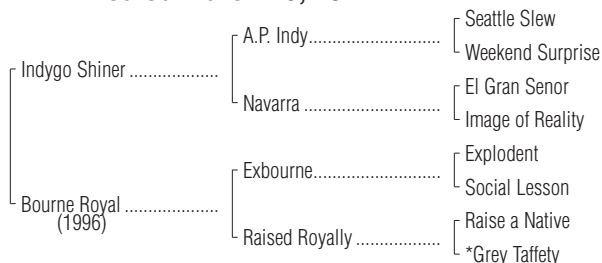 Seattle Slew
A.P. Indy
Weekend Surprise
Indygo Shiner
El Gran Senor
Navarra
Image of Reality
Explodent
Exbourne
Social Lesson
Bourne Royal
(1996)
Raise a Native
Raised Royally
*Grey Taffety